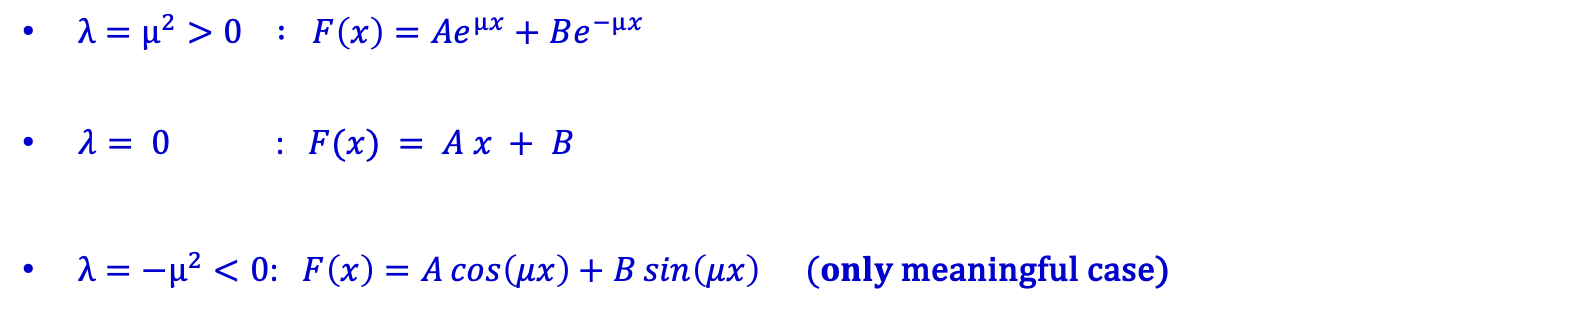 • λ = μ² > 0 : F(x) = Ae^μx + Be^−μx
• λ = 0 : F(x) = A x + B
• λ = −μ² < 0: F(x) = A cos(μx) + B sin(μx) (only meaningful case)